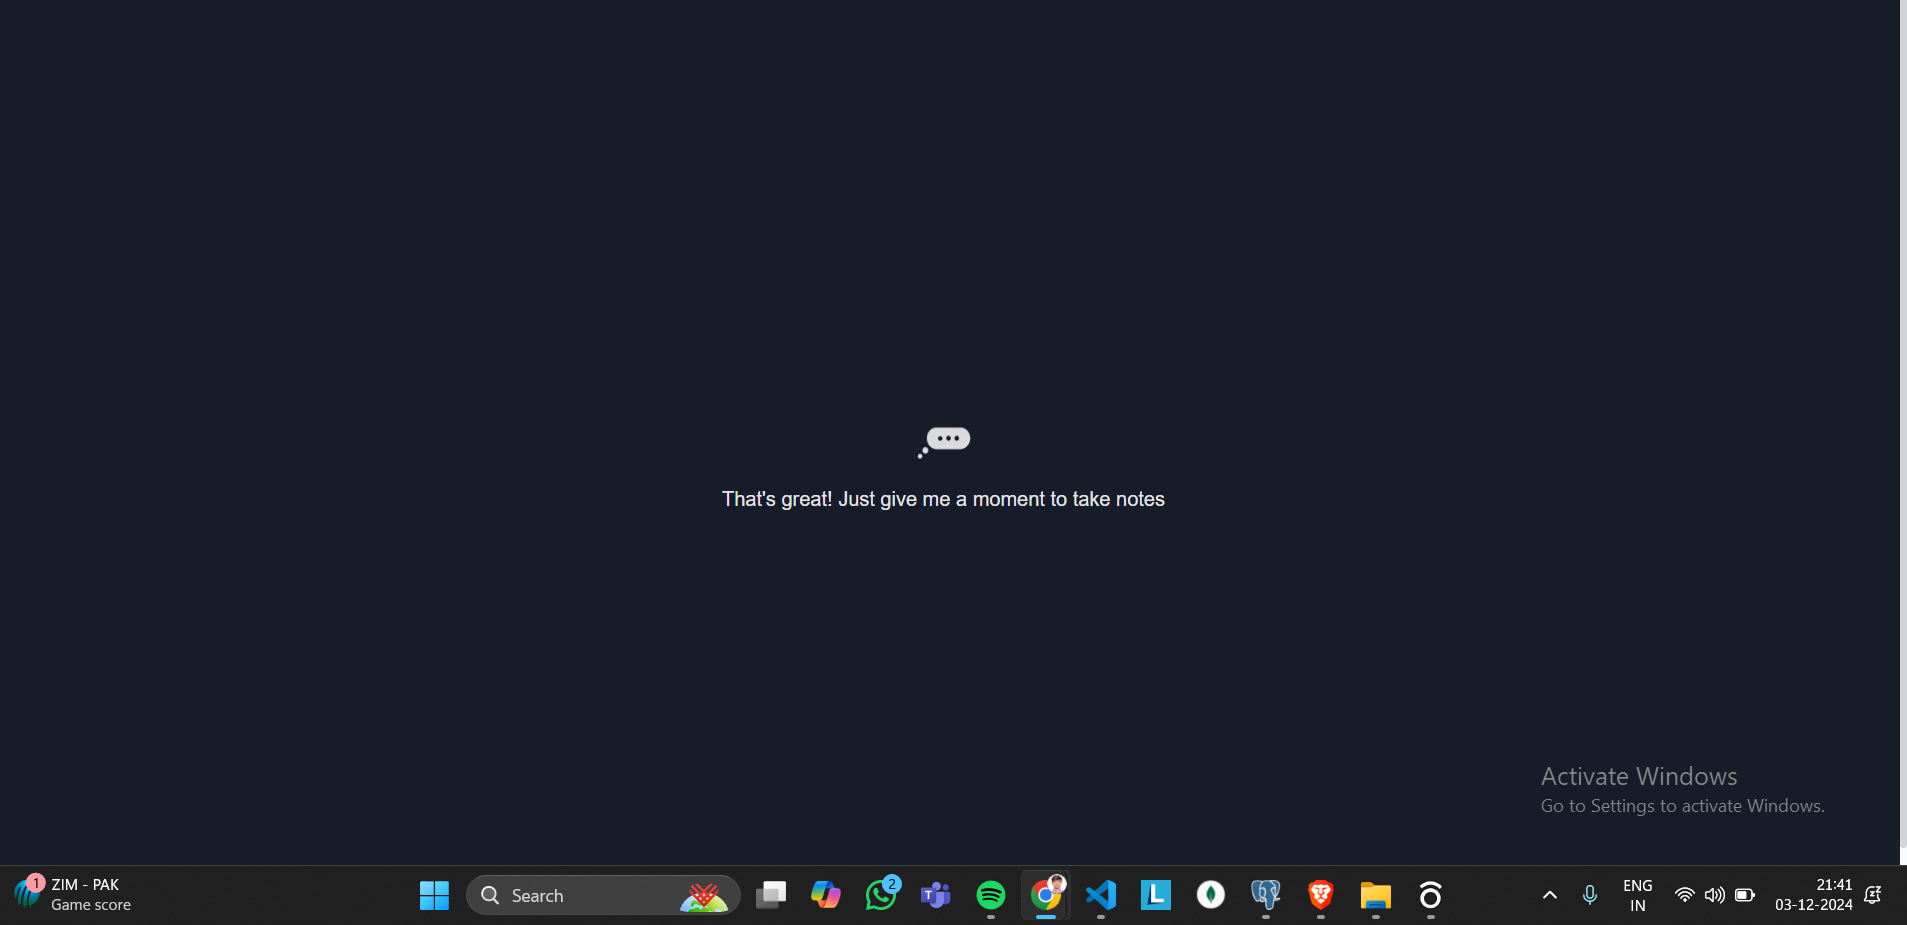 That's great! Just give me a moment to take notes
Activate Windows
Go to Settings to activate Windows.
1
ZIM - PAK
Game score
Search
2
T
L
ENG
IN
21:41
03-12-2024